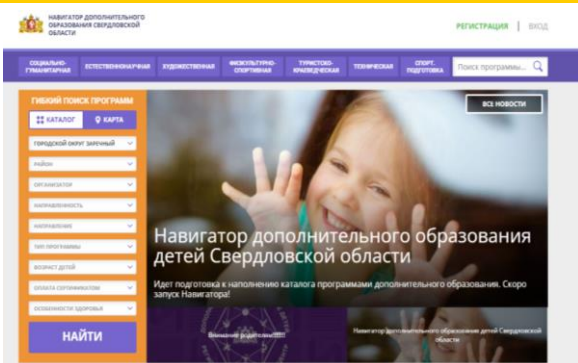 НАВИГАТОР ДОПОЛНИТЕЛЬНОГО
ОБРАЗОВАНИЯ СВЕРДЛОВСКОЙ
ОБЛАСТИ
РЕГИСТРАЦИЯ
ВХОД
СОЦИАЛЬНО-
ГУМАНИТАРНАЯ
ЕСТЕСТВЕННОНАУЧНАЯ
ХУДОЖЕСТВЕННАЯ
ФИЗКУЛЬТУРНО-
СПОРТИВНАЯ
ТУРИСТСКО-
КРАЕВЕДЧЕСКАЯ
ТЕХНИЧЕСКАЯ
СПОРТ.
ПОДГОТОВКА
Поиск программы...
ГИБКИЙ ПОИСК ПРОГРАММ
КАТАЛОГ
КАРТА
ГОРОДСКОЙ ОКРУГ ЗАРЕЧНЫЙ
РАЙОН
ОРГАНИЗАТОР
НАПРАВЛЕННОСТЬ
НАПРАВЛЕНИЕ
ТИП ПРОГРАММЫ
ВОЗРАСТ ДЕТЕЙ
ОПЛАТА СЕРТИФИКАТОМ
ОСОБЕННОСТИ ЗДОРОВЬЯ
НАЙТИ
ВСЕ НОВОСТИ
Навигатор дополнительного образования
детей Свердловской области
Идет подготовка к наполнению каталога программами дополнительного образования. Скоро
запуск Навигатора!
Внимание родителям!!!!!
Навигатор дополнительного образования детей Свердловской
области